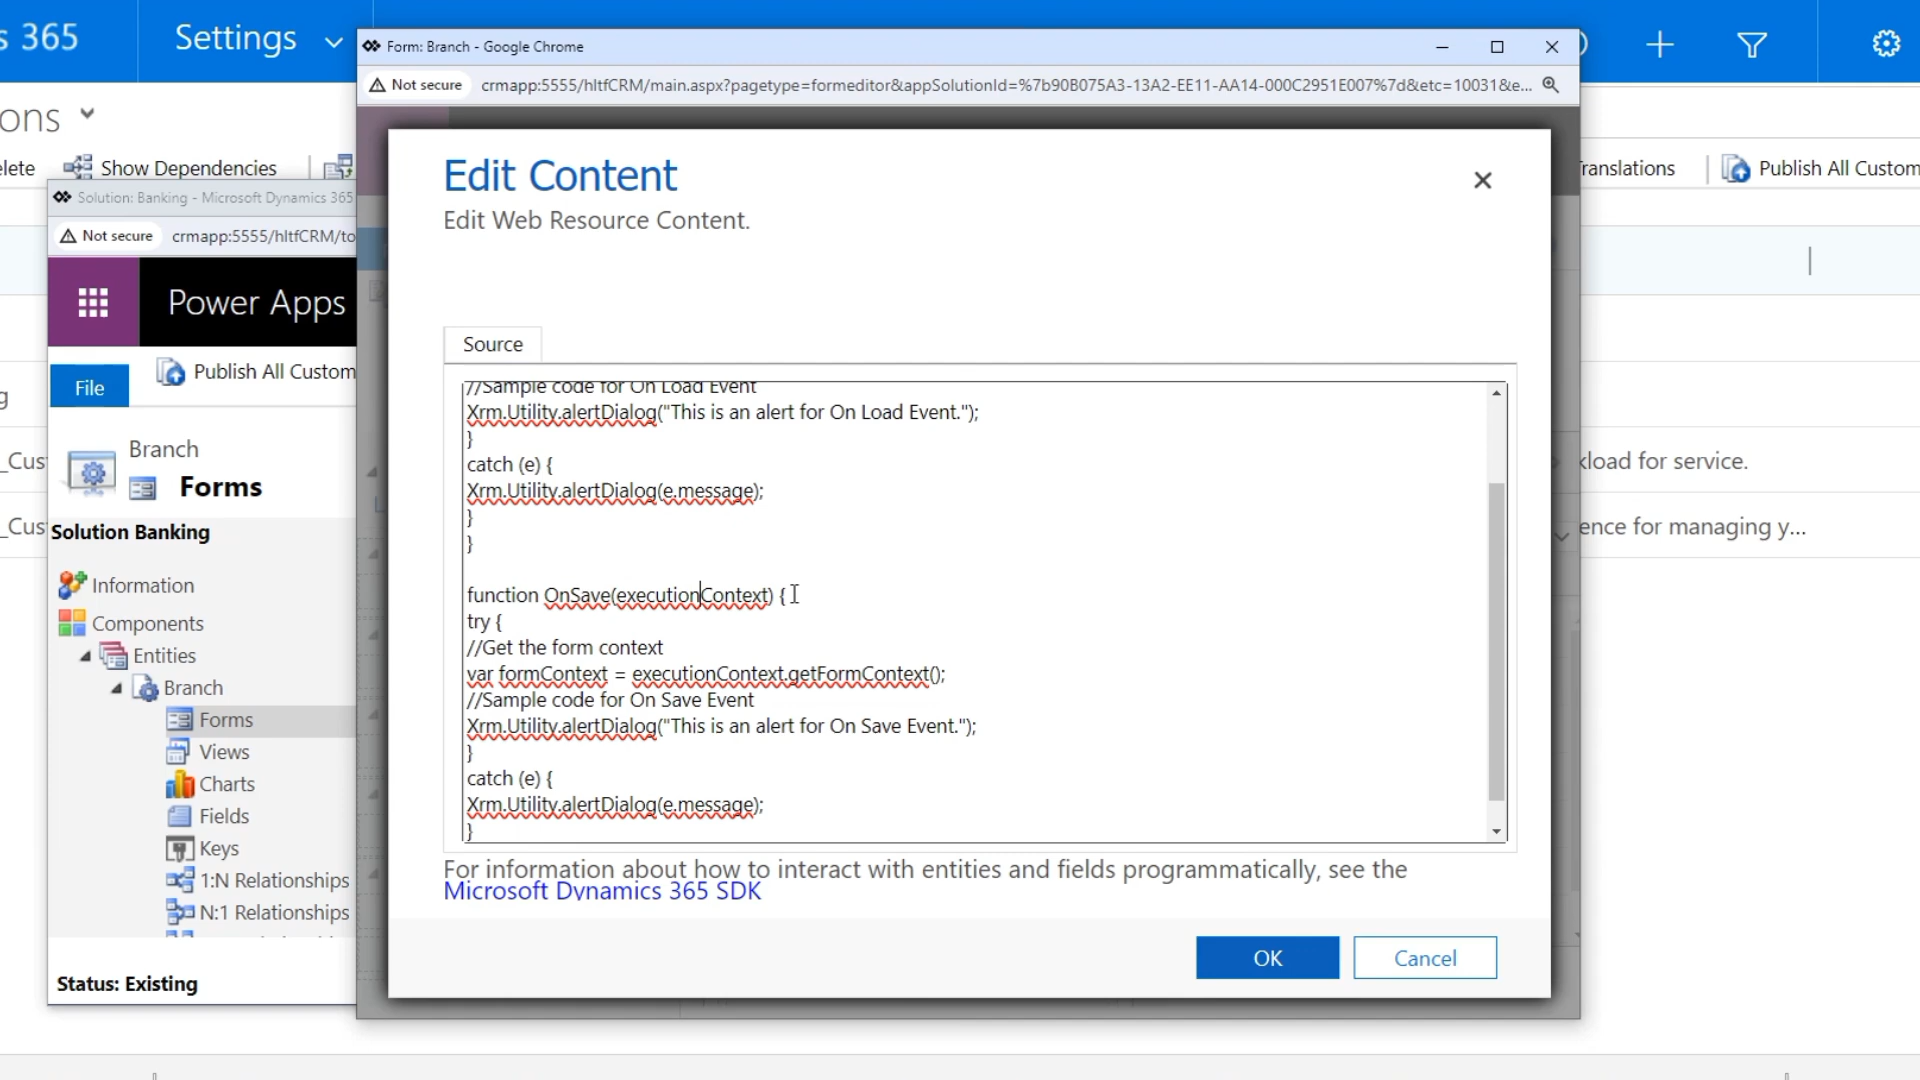 s 365
Settings
Form: Branch - Google Chrome
Not secure
crmapp:5555/hltfCRM/main.aspx?pagetype=formeditor&appSolutionId=%7b90B075A3-13A2-EE11-AA14-000C2951E007%7d&etc=10031&e...
ons
elete
Show Dependencies
ranslations
Publish All Custom
Solution: Banking - Microsoft Dynamics 365
Not secure
crmapp:5555/hltfCRM/to
Power Apps
File
Publish All Custom
Branch
Forms
Solution Banking
Information
Components
Entities
Branch
Forms
Views
Charts
Fields
Keys
1:N Relationships
N:1 Relationships
Status: Existing
g
_Cus
_Cus
Edit Content
Edit Web Resource Content.
Source
//Sample code for On Load Event
Xrm.Utility.alertDialog("This is an alert for On Load Event.");
}
catch (e) {
Xrm.Utility.alertDialog(e.message);
}
}
function OnSave(executionContext) {
try {
//Get the form context
var formContext = executionContext.getFormContext();
//Sample code for On Save Event
Xrm.Utility.alertDialog("This is an alert for On Save Event.");
}
catch (e) {
Xrm.Utility.alertDialog(e.message);
}
For information about how to interact with entities and fields programmatically, see the
Microsoft Dynamics 365 SDK
OK
Cancel
kload for service.
ence for managing y...